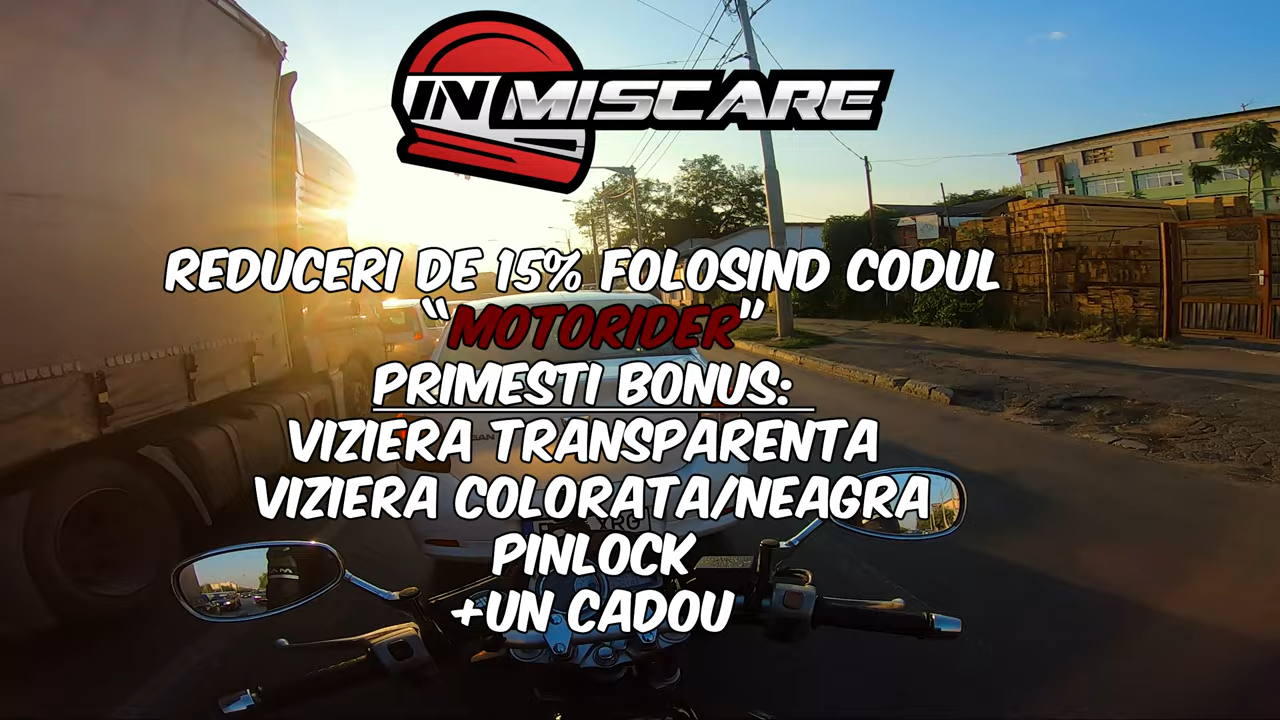 IN MISCARE
REDUCERI DE 15% FOLOSIND CODUL
"MOTORIDER"
PRIMESTI BONUS:
VIZIERA TRANSPARENTA
VIZIERA COLORATA/NEAGRA
PINLOCK
+UN CADOU